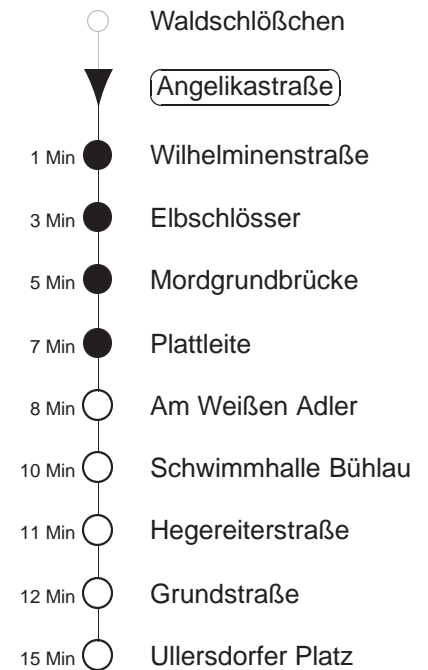 Waldschlößchen
Angelikastraße
1 Min Wilhelminenstraße
3 Min Elbschlösser
5 Min Mordgrundbrücke
7 Min Plattleite
8 Min Am Weißen Adler
10 Min Schwimmhalle Bühlau
11 Min Hegereiterstraße
12 Min Grundstraße
15 Min Ullersdorfer Platz